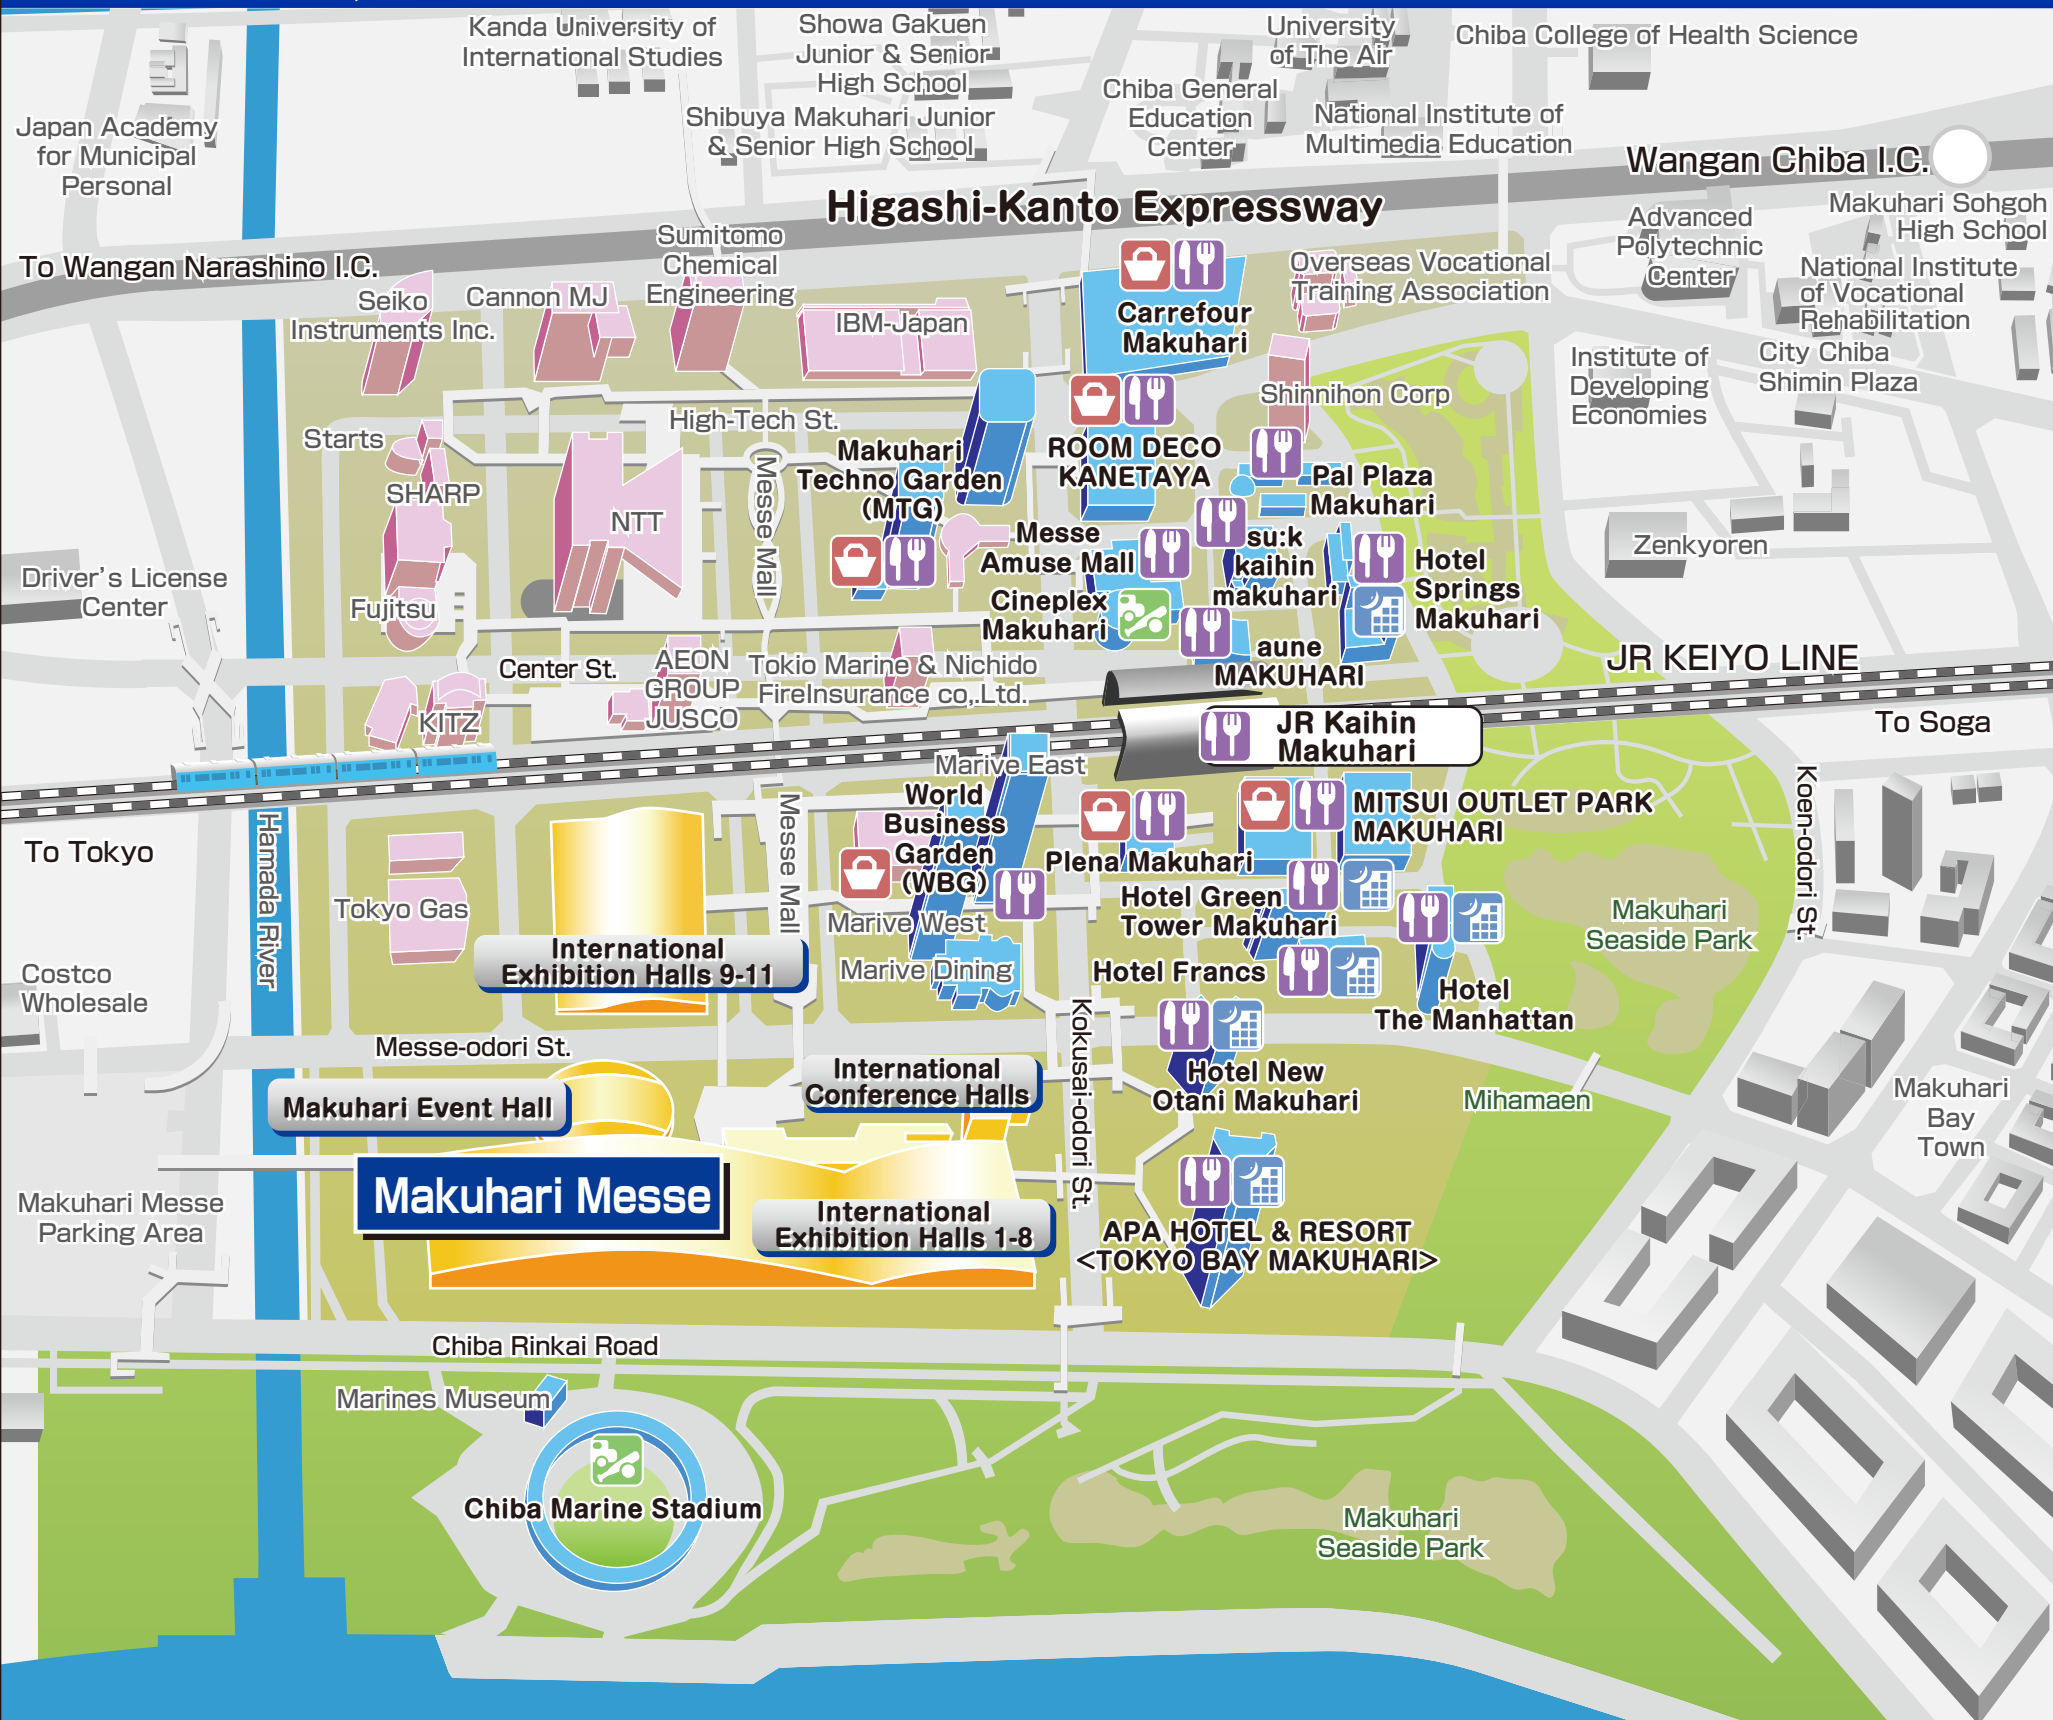 Kanda University of
International Studies
Showa Gakuen
Junior & Senior
High School
Shibuya Makuhari Junior
& Senior High School
University
of The Air
Chiba College of Health Science
Chiba General
Education
Center
National Institute of
Multimedia Education
Japan Academy
for Municipal
Personal
Wangan Chiba I.C.
Higashi-Kanto Expressway
Makuhari Sohgoh
High School
Advanced
Polytechnic
Center
National Institute
of Vocational
Rehabilitation
To Wangan Narashino I.C.
Sumitomo
Chemical
Engineering
Seiko
Instruments Inc.
Cannon MJ
IBM-Japan
Carrefour
Makuhari
Overseas Vocational
Training Association
Institute of
Developing
Economies
City Chiba
Shimin Plaza
Shinnihon Corp
High-Tech St.
Starts
Makuhari
Techno Garden
(MTG)
ROOM DECO
KANETAYA
Pal Plaza
Makuhari
SHARP
NTT
Messe Mall
Messe
Amuse Mall
su:k
kaihin
makuhari
Hotel
Springs
Makuhari
Zenkyoren
Driver's License
Center
Fujitsu
Cineplex
Makuhari
aune
MAKUHARI
Center St.
AEON
GROUP
JUSCO
Tokio Marine & Nichido
FireInsurance co,.Ltd.
JR KEIYO LINE
KITZ
JR Kaihin
Makuhari
To Soga
Marive East
World
Business
Garden
(WBG)
Plena Makuhari
MITSUI OUTLET PARK
MAKUHARI
Koen-odori St.
To Tokyo
Hamada River
Messe Mall
Tokyo Gas
Marive West
Hotel Green
Tower Makuhari
Makuhari
Seaside Park
International
Exhibition Halls 9-11
Marive Dining
Hotel Francs
Hotel
The Manhattan
Costco
Wholesale
Messe-odori St.
Kokusai-odori St.
International
Conference Halls
Hotel New
Otani Makuhari
Mihamaen
Makuhari
Bay
Town
Makuhari Event Hall
Makuhari Messe
International
Exhibition Halls 1-8
Makuhari Messe
Parking Area
APA HOTEL & RESORT
<TOKYO BAY MAKUHARI>
Chiba Rinkai Road
Marines Museum
Chiba Marine Stadium
Makuhari
Seaside Park